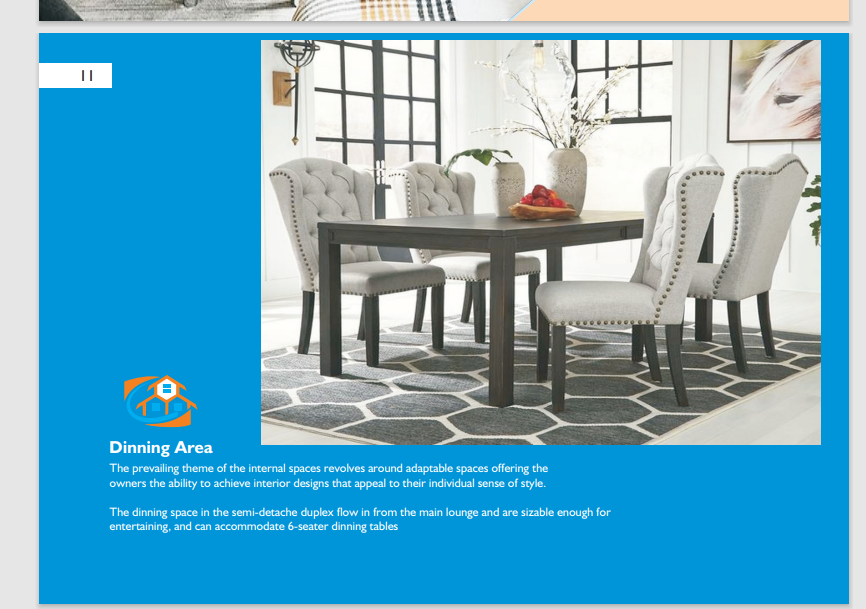 11
Dinning Area
The prevailing theme of the internal spaces revolves around adaptable spaces offering the
owners the ability to achieve interior designs that appeal to their individual sense of style.
The dinning space in the semi-detache duplex flow in from the main lounge and are sizable enough for
entertaining, and can accommodate 6-seater dinning tables